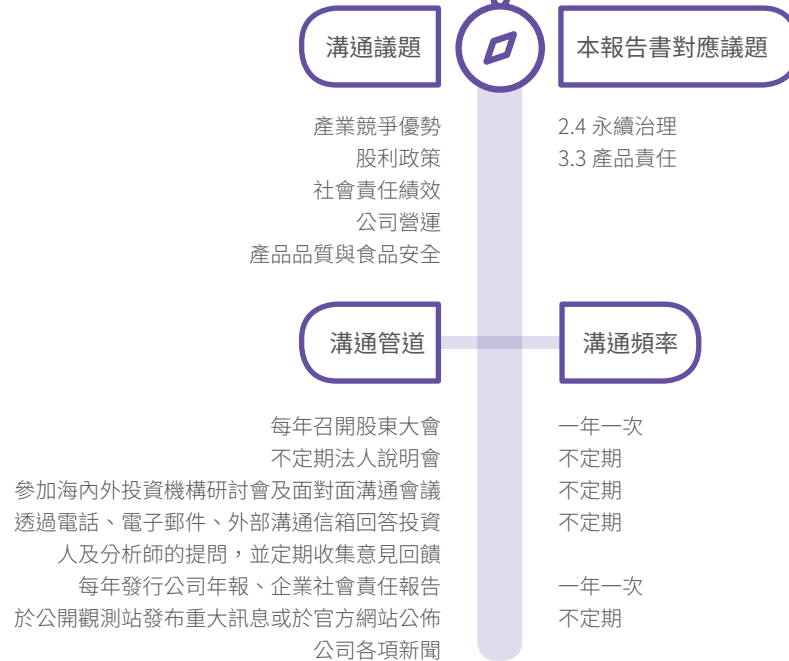 溝通議題
產業競爭優勢
股利政策
社會責任績效
公司營運
產品品質與食品安全
本報告書對應議題
2.4 永續治理
3.3 產品責任
溝通管道
溝通頻率
每年召開股東大會
一年一次
不定期法人說明會
不定期
參加海內外投資機構研討會及面對面溝通會議
不定期
透過電話、電子郵件、外部溝通信箱回答投資
不定期
人及分析師的提問，並定期收集意見回饋
每年發行公司年報、企業社會責任報告
一年一次
於公開觀測站發布重大訊息或於官方網站公佈
不定期
公司各項新聞